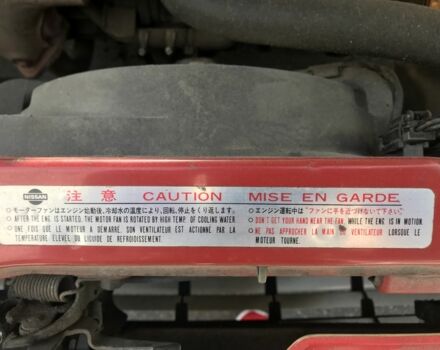 NISSAN
注 意 CAUTION MISE EN GARDE
○モーターファンはエンジン始動後、冷却水の温度により、回転、停止をくり返します。
○AFTER THE ENG IS STARTED, THE MOTOR FAN IS ROTATED BY HIGH TEMP. OF COOLING WATER
○UNE FOIS QUE LE MOTEUR A DEMARRE, SON VENTILATEUR EST ACTIONNE PAR LA
TEMPERATURE ELEVEE DU LIQUIDE DE REFROIDISSEMENT.
○エンジン運転中は"ファンに手を近づけないで下さい"
○DON'T GET YOUR HAND NEAR THE FAN, WHILE THE ENG IS IN MOTION
○NE PAS APPROCHER LA MAIN DU VENTILATEUR LORSQUE LE
MOTEUR TOURNE.